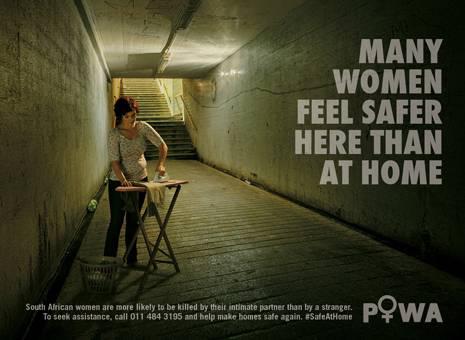 MANY
WOMEN
FEEL SAFER
HERE THAN
AT HOME
South African women are more likely to be killed by their intimate partner than by a stranger.
To seek assistance, call 011 484 3195 and help make homes safe again. #SafeAtHome
POWA